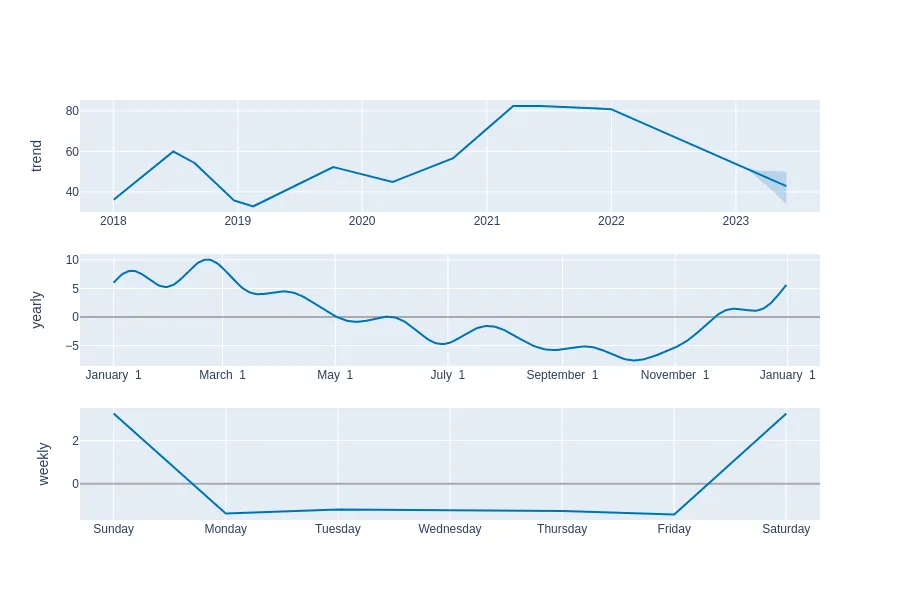 trend
80
60
40
2018 2019 2020 2021 2022 2023
yearly
10
5
0
−5
January 1 March 1 May 1 July 1 September 1 November 1 January 1
weekly
2
0
Sunday Monday Tuesday Wednesday Thursday Friday Saturday